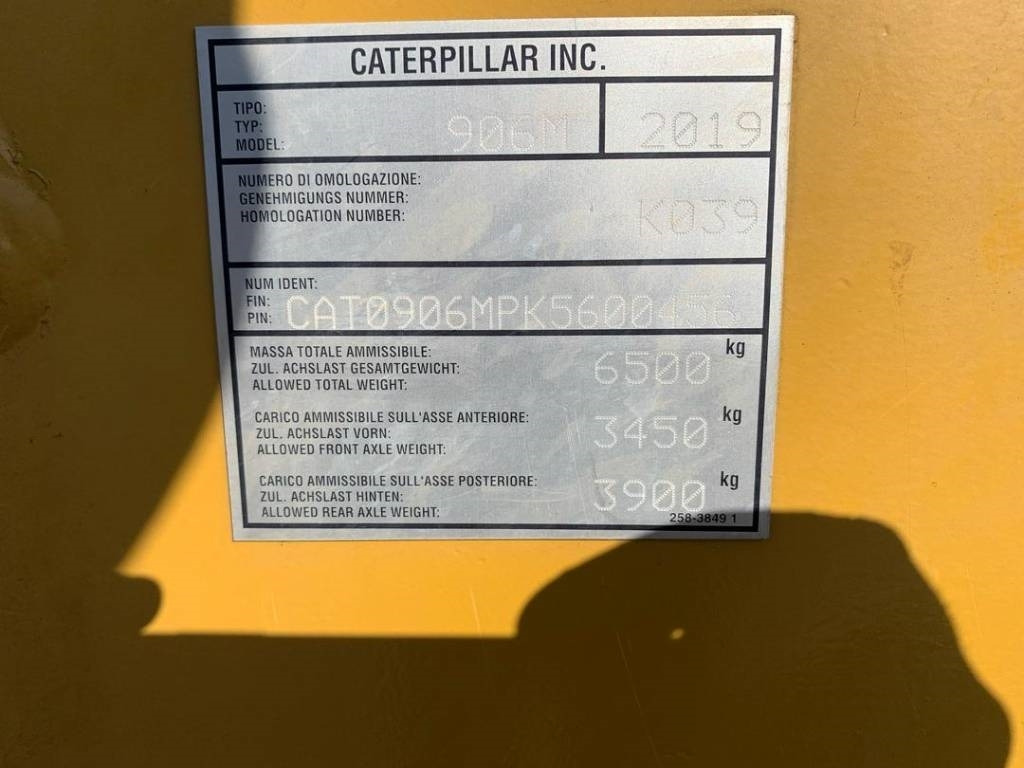 CATERPILLAR INC.
TIPO:
TYP:
MODEL: 906M 2019
NUMERO DI OMOLOGAZIONE:
GENEHMIGUNGS NUMMER:
HOMOLOGATION NUMBER: K039
NUM IDENT:
FIN:
PIN:
MASSA TOTALE AMMISSIBILE: kg
ZUL. ACHSLAST GESAMTGEWICHT: 6500
ALLOWED TOTAL WEIGHT:
CARICO AMMISSIBILE SULL'ASSE ANTERIORE: kg
ZUL. ACHSLAST VORN: 3450
ALLOWED FRONT AXLE WEIGHT:
CARICO AMMISSIBILE SULL'ASSE POSTERIORE: kg
ZUL. ACHSLAST HINTEN: 3900
ALLOWED REAR AXLE WEIGHT:
258-3849 1